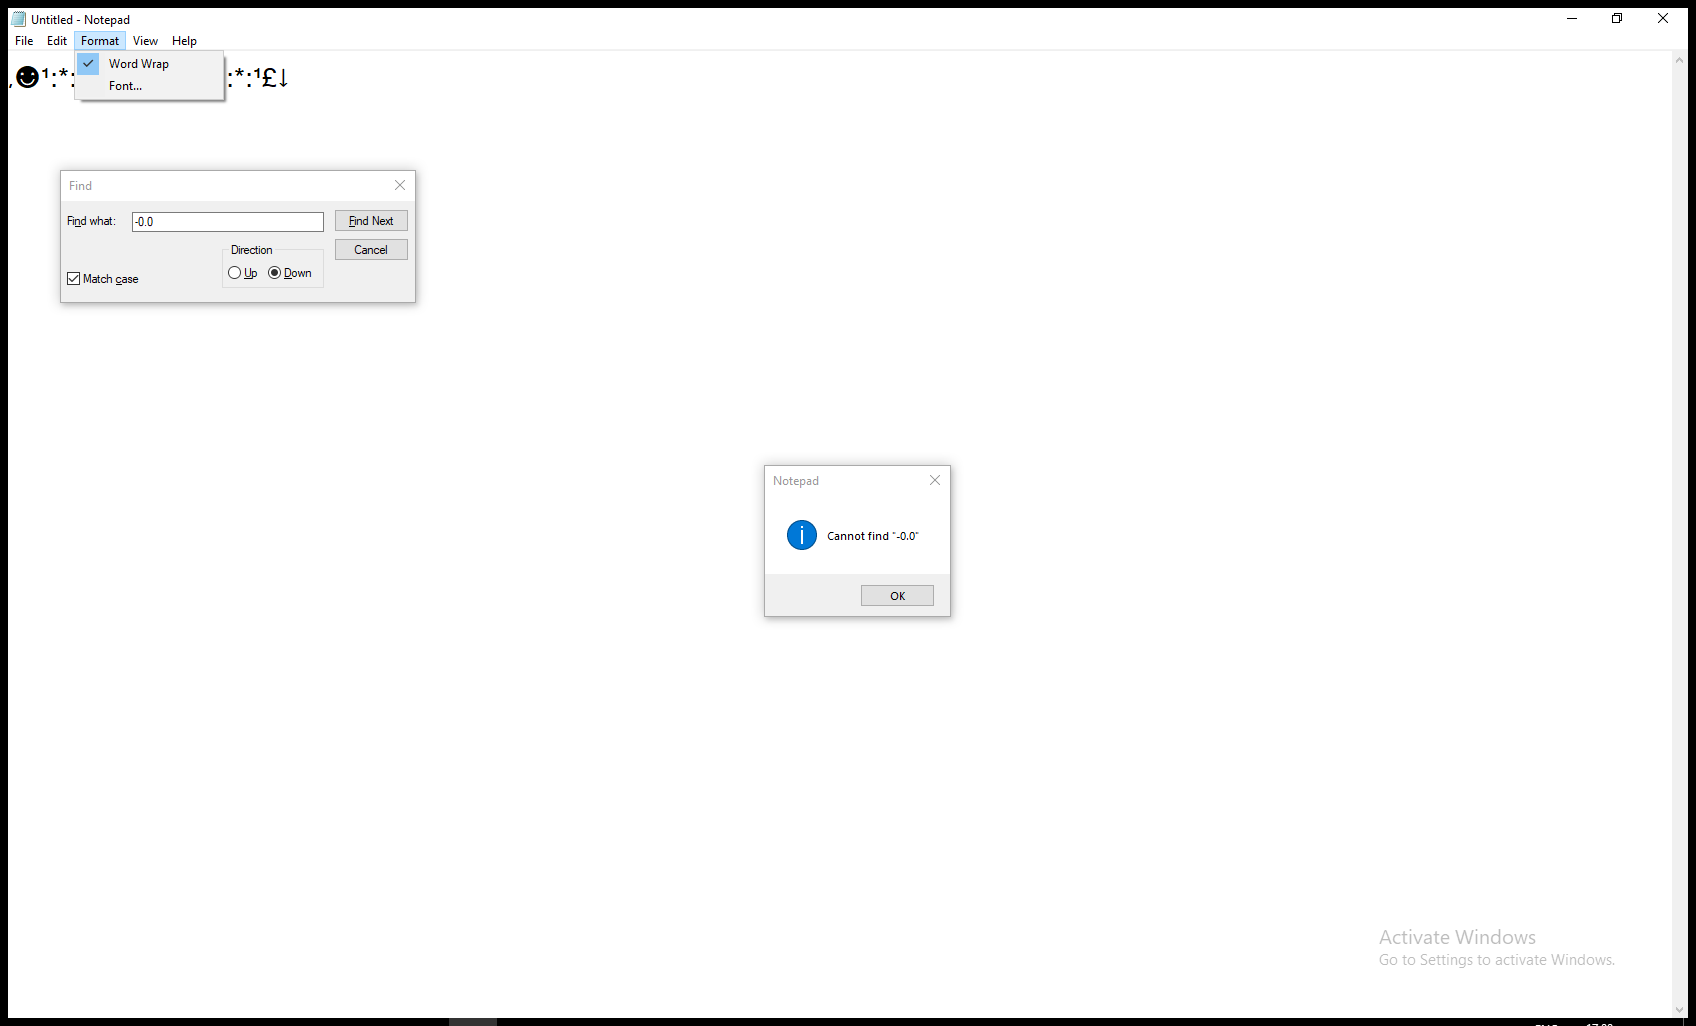 Untitled - Notepad
File Edit Format View Help
Word Wrap
Font...
,☻¹:*:
:*:¹£↓
Find
Find what: -0.0 Find Next
Direction Cancel
Up Down
Match case
Notepad
Cannot find "-0.0"
OK
Activate Windows
Go to Settings to activate Windows.